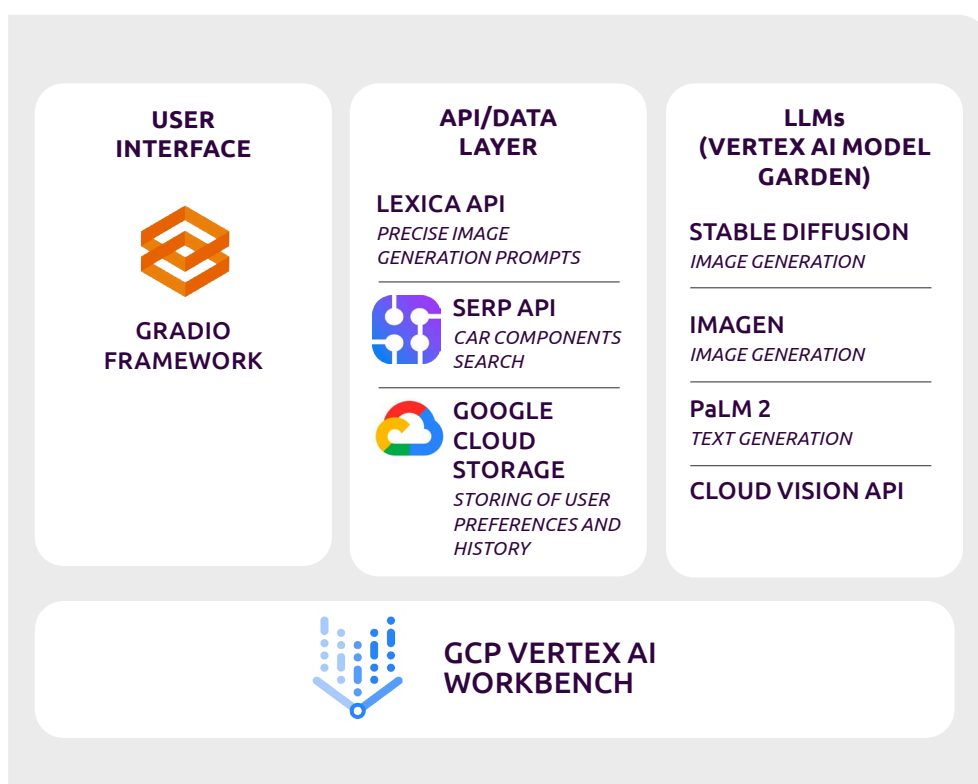 USER
INTERFACE
GRADIO
FRAMEWORK
API/DATA
LAYER
LEXICA API
PRECISE IMAGE
GENERATION PROMPTS
SERP API
CAR COMPONENTS
SEARCH
GOOGLE
CLOUD
STORAGE
STORING OF USER
PREFERENCES AND
HISTORY
LLMs
(VERTEX AI MODEL
GARDEN)
STABLE DIFFUSION
IMAGE GENERATION
IMAGEN
IMAGE GENERATION
PaLM 2
TEXT GENERATION
CLOUD VISION API
GCP VERTEX AI
WORKBENCH